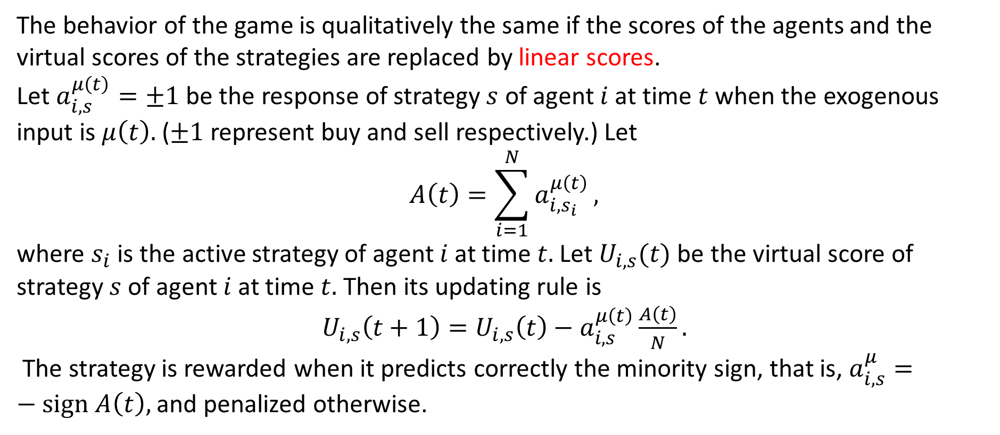 The behavior of the game is qualitatively the same if the scores of the agents and the
virtual scores of the strategies are replaced by linear scores.
Let $a_{i,s}^{\mu(t)} = \pm 1$ be the response of strategy $s$ of agent $i$ at time $t$ when the exogenous
input is $\mu(t)$. ($\pm 1$ represent buy and sell respectively.) Let
$A(t) = \sum_{i=1}^{N} a_{i,s_i}^{\mu(t)},$
where $s_i$ is the active strategy of agent $i$ at time $t$. Let $U_{i,s}(t)$ be the virtual score of
strategy $s$ of agent $i$ at time $t$. Then its updating rule is
$U_{i,s}(t+1) = U_{i,s}(t) - a_{i,s}^{\mu(t)} \frac{A(t)}{N}.$
The strategy is rewarded when it predicts correctly the minority sign, that is, $a_{i,s}^{\mu} =$
$-\operatorname{sign} A(t)$, and penalized otherwise.